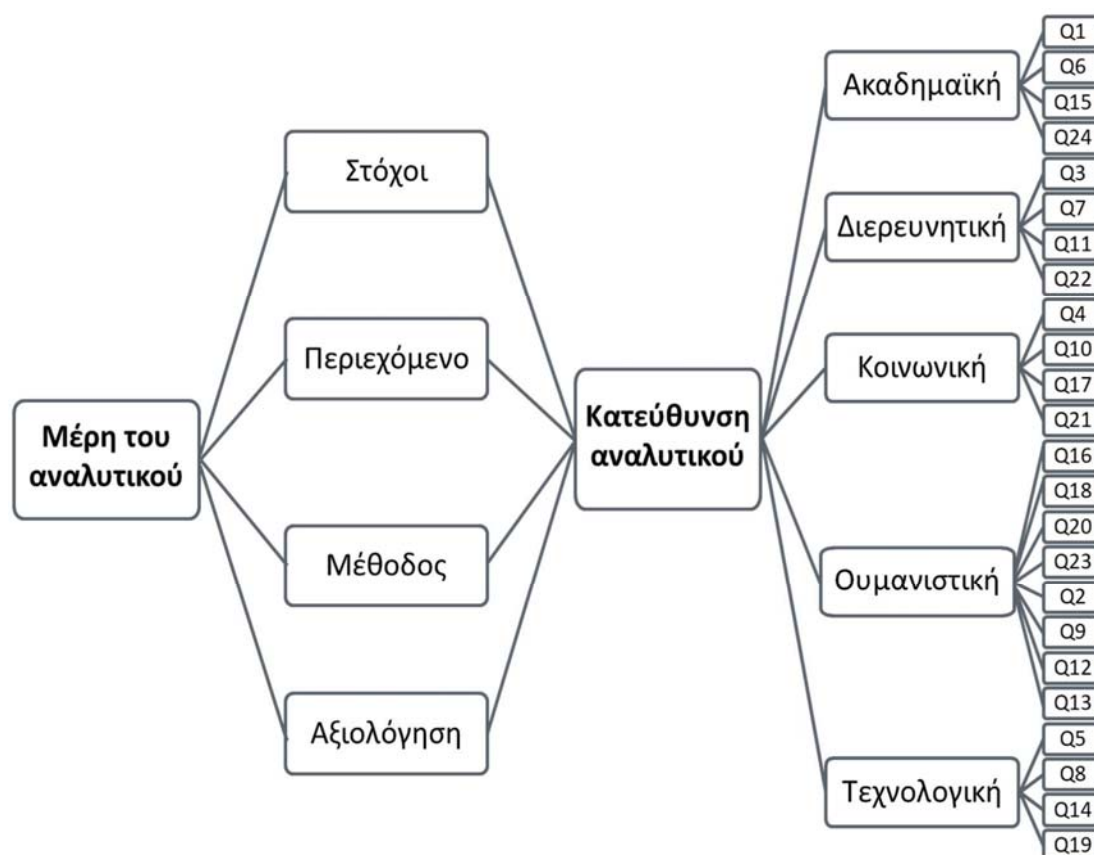 Μέρη του
αναλυτικού
Στόχοι
Περιεχόμενο
Μέθοδος
Αξιολόγηση
Κατεύθυνση
αναλυτικού
Ακαδημαϊκή
Q1
Q6
Q15
Q24
Διερευνητική
Q3
Q7
Q11
Q22
Κοινωνική
Q4
Q10
Q17
Q21
Ουμανιστική
Q16
Q18
Q20
Q23
Q2
Q9
Q12
Q13
Τεχνολογική
Q5
Q8
Q14
Q19